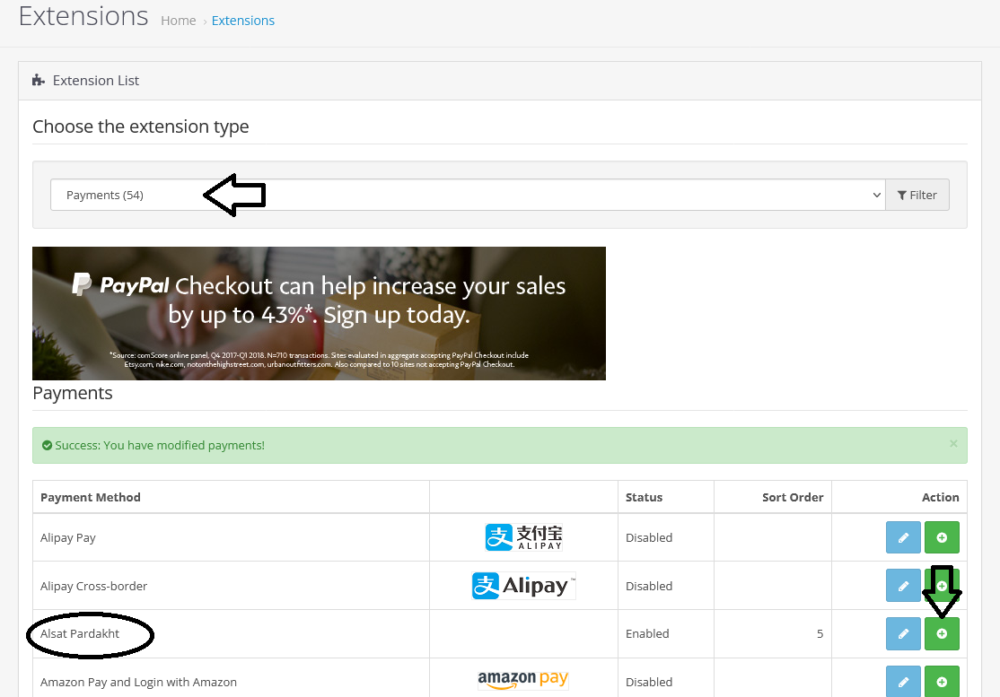 Extensions Home › Extensions
Extension List
Choose the extension type
Payments (54) Filter
PayPal Checkout can help increase your sales
by up to 43%*. Sign up today.
*Source: comScore online panel, Q4 2017-Q1 2018. N=710 transactions. Sites evaluated in aggregate accepting PayPal Checkout include
Etsy.com, nike.com, notonthehighstreet.com, urbanoutfitters.com. Also compared to 10 sites not accepting PayPal Checkout.
Payments
Success: You have modified payments! ×
Payment Method Status Sort Order Action
Alipay Pay 支 支付宝 ALIPAY Disabled
Alipay Cross-border 支 Alipay™ Disabled
Alsat Pardakht Enabled 5
Amazon Pay and Login with Amazon amazon pay Disabled